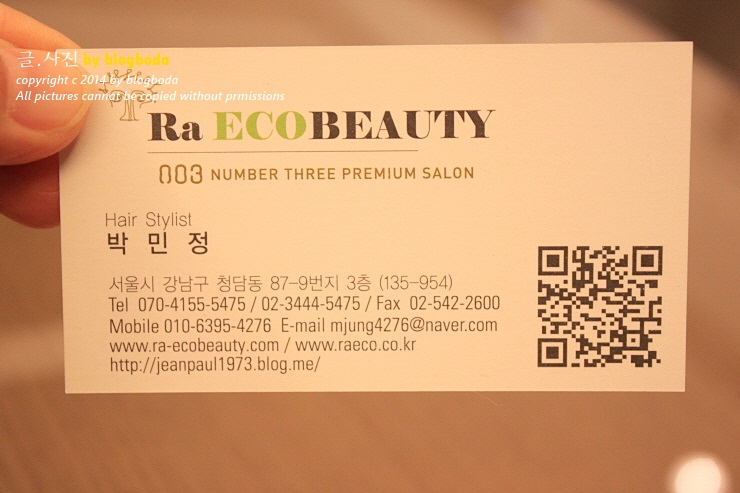 글.사진 by blogboda
copyright c 2014 by blogboda
All pictures cannot be copied without prmissions
Ra ECOBEAUTY
003 NUMBER THREE PREMIUM SALON
Hair Stylist
박 민 정
서울시 강남구 청담동 87-9번지 3층 (135-954)
Tel 070-4155-5475 / 02-3444-5475 / Fax 02-542-2600
Mobile 010-6395-4276 E-mail mjung4276@naver.com
www.ra-ecobeauty.com / www.raeco.co.kr
http://jeanpaul1973.blog.me/